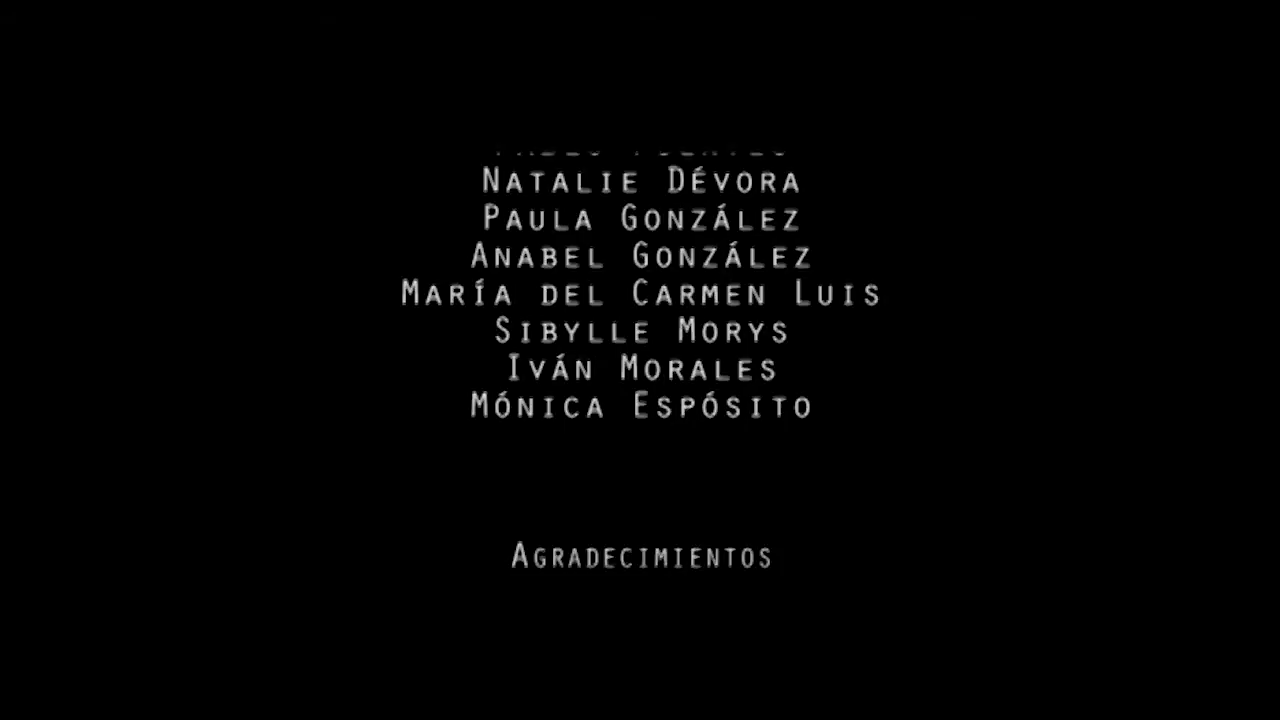 Natalie Dévora
Paula González
Anabel González
María del Carmen Luis
Sibylle Morys
Iván Morales
Mónica Espósito
Agradecimientos